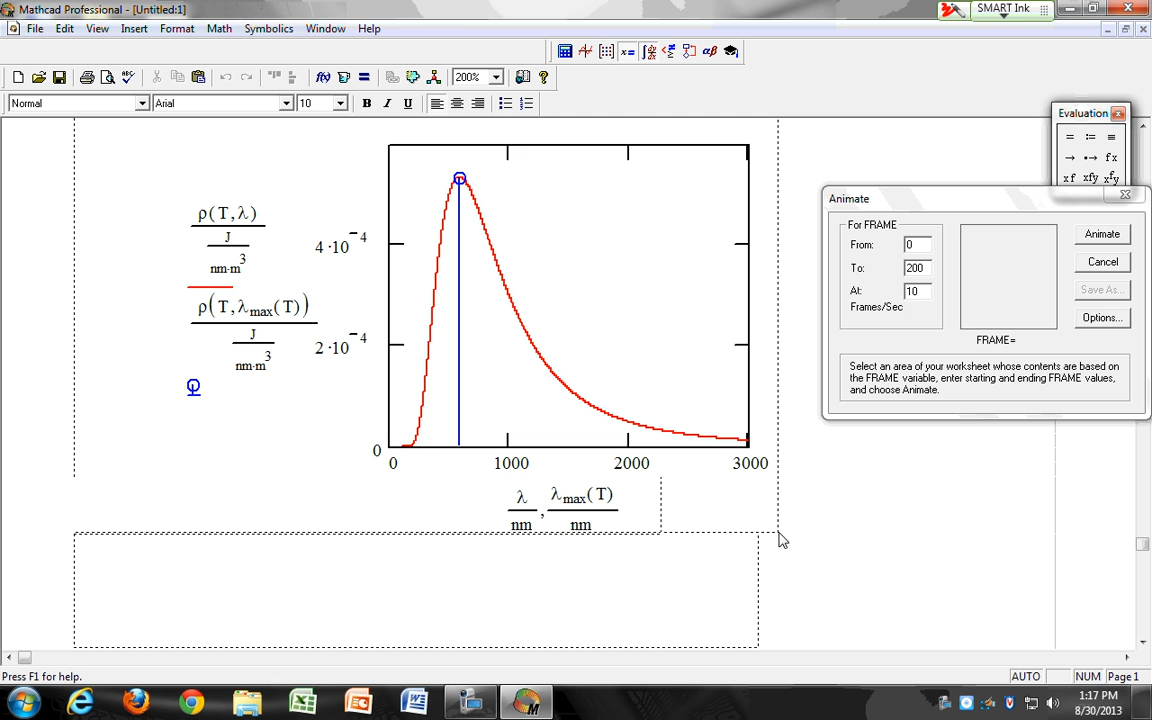 Mathcad Professional - [Untitled:1]
SMART Ink
File Edit View Insert Format Math Symbolics Window Help
200%
Normal Arial 10 B I U
Evaluation
= := ≡
→ •→ f x
x f xfy xfy
ρ(T,λ)
J
nm·m³
ρ(T,λmax(T))
J
nm·m³
4·10⁻⁴
2·10⁻⁴
0
0 1000 2000 3000
λ
nm
,
λmax(T)
nm
Animate
For FRAME
From: 0
To: 200
At: 10
Frames/Sec
Animate
Cancel
Save As...
Options...
FRAME=
Select an area of your worksheet whose contents are based on
the FRAME variable, enter starting and ending FRAME values,
and choose Animate.
Press F1 for help.
AUTO NUM Page 1
1:17 PM
8/30/2013